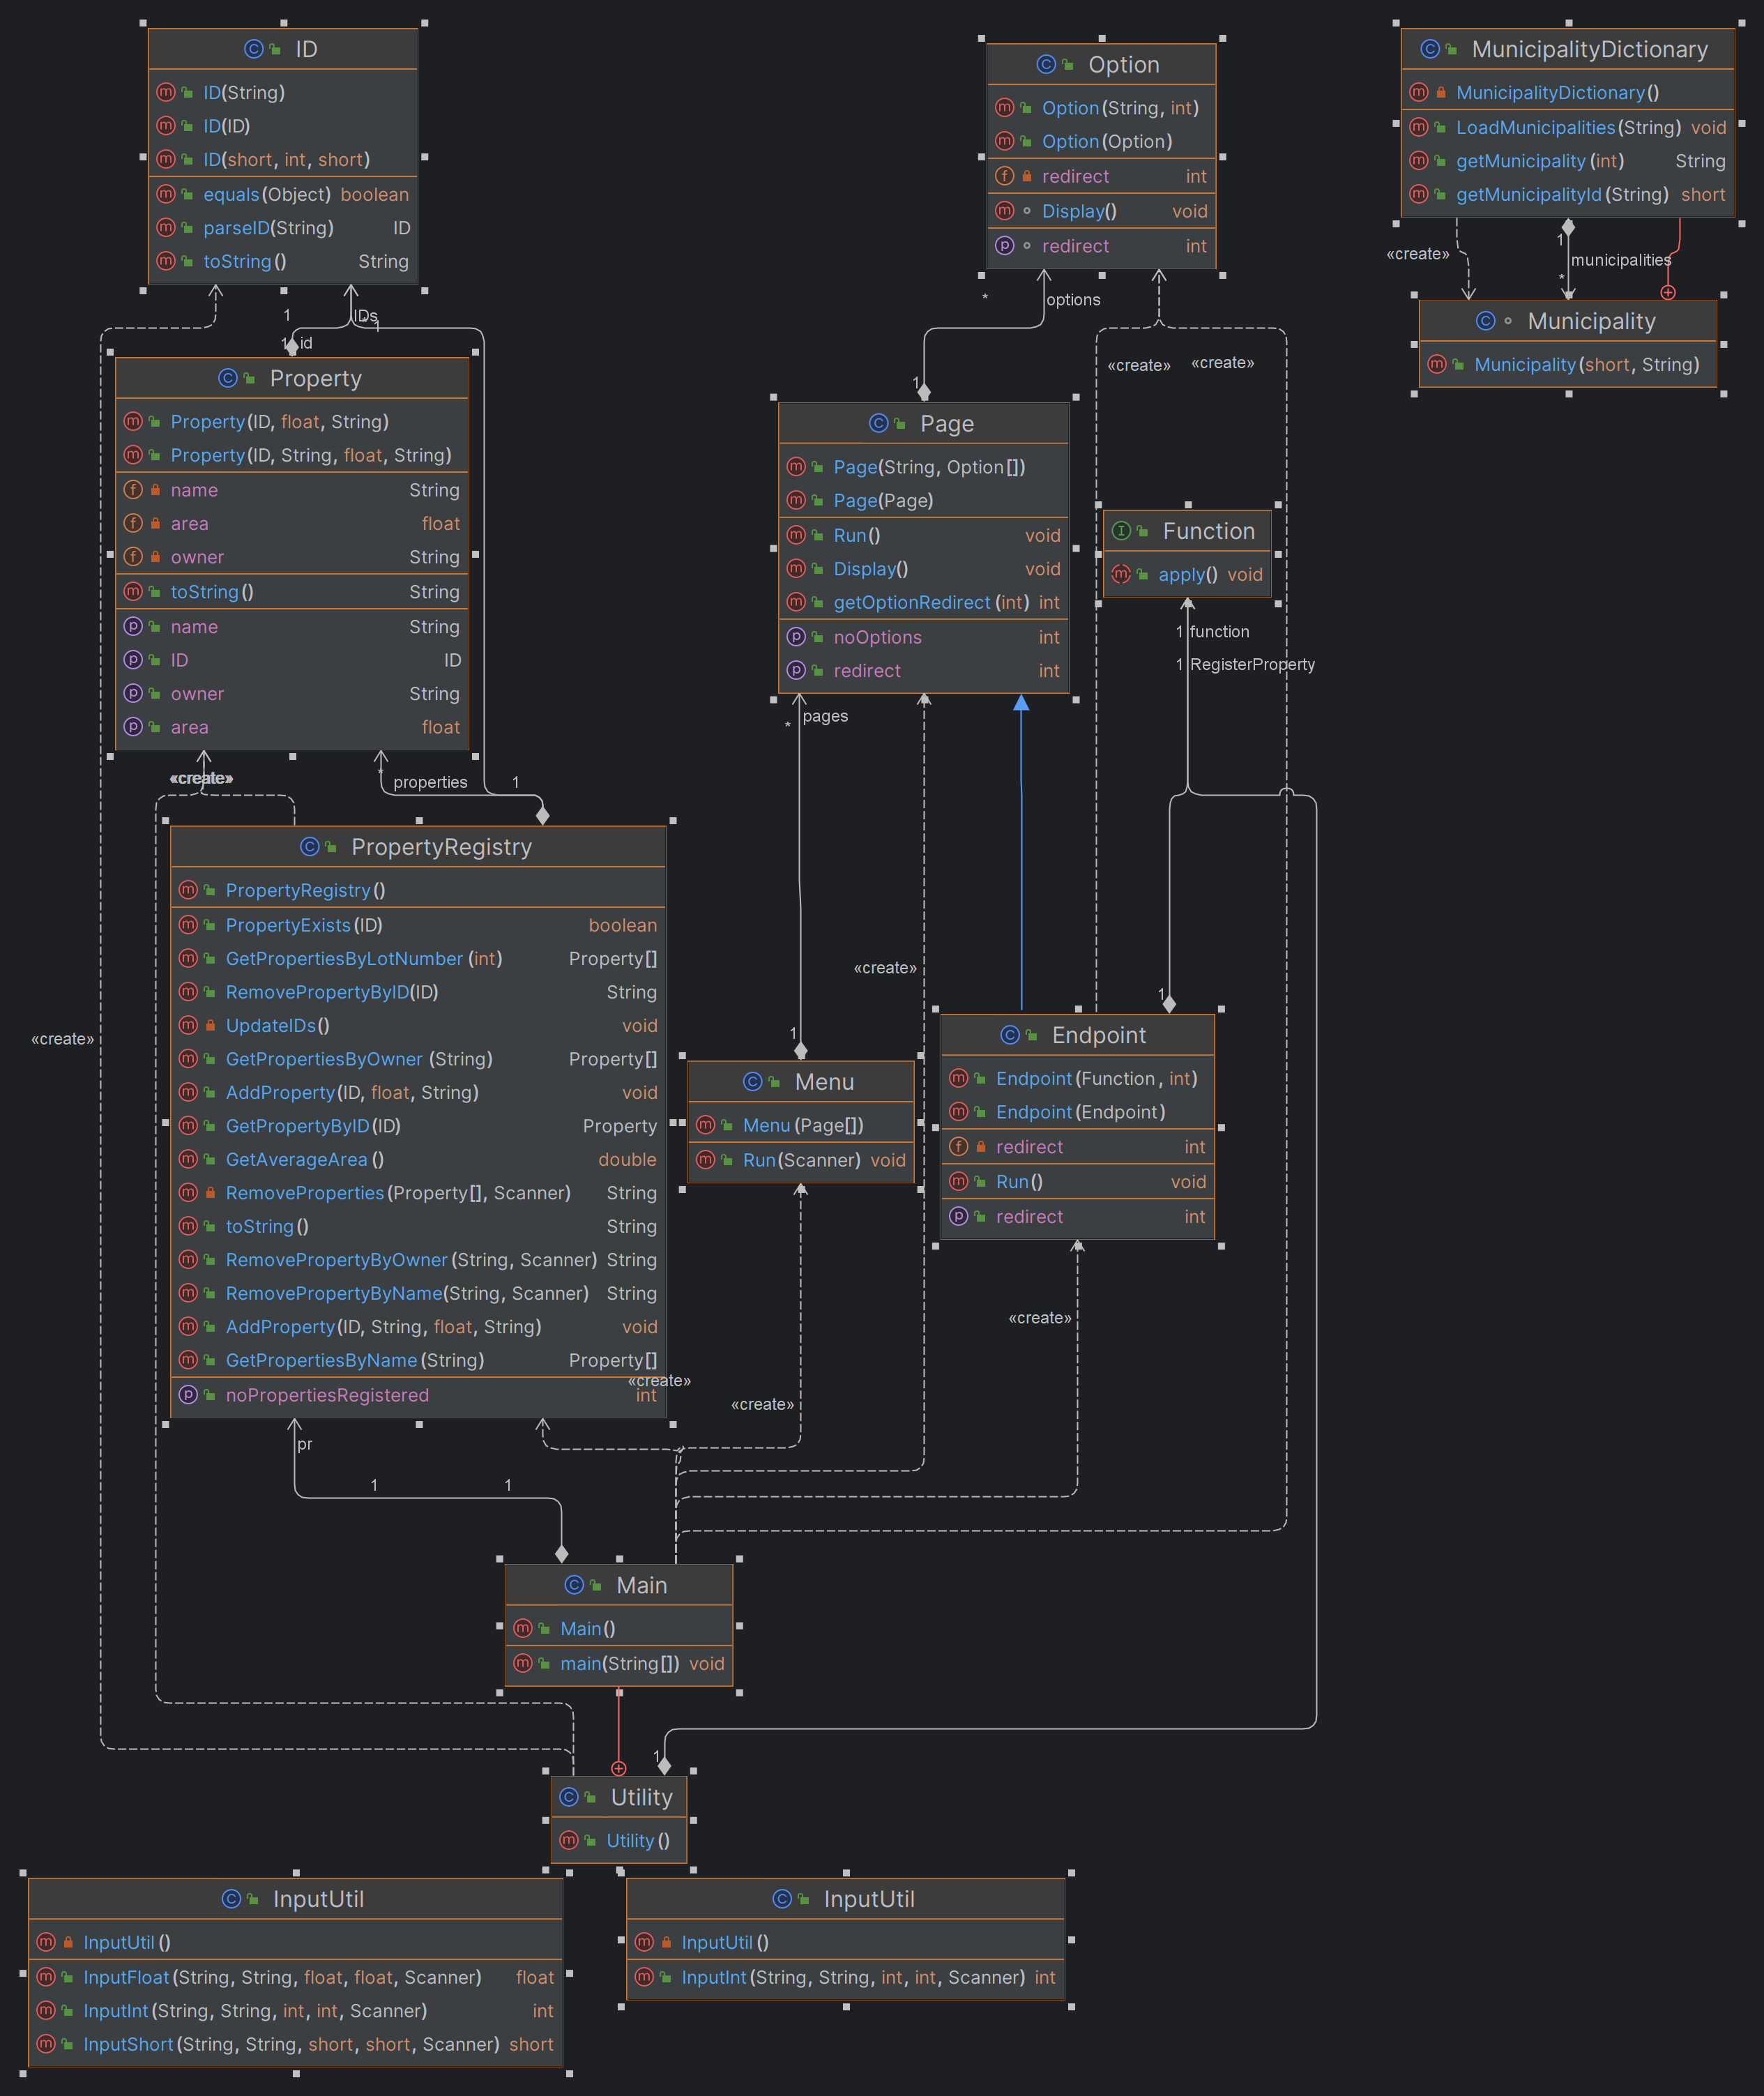 ID
ID(String)
ID(ID)
ID(short, int, short)
equals(Object) boolean
parseID(String) ID
toString() String
Option
Option(String, int)
Option(Option)
redirect int
Display() void
redirect int
MunicipalityDictionary
MunicipalityDictionary()
LoadMunicipalities(String) void
getMunicipality(int) String
getMunicipalityId(String) short
«create»
1
municipalities
*
Municipality
Municipality(short, String)
1
IDs
1
1
id
*
options
«create»
«create»
Property
Property(ID, float, String)
Property(ID, String, float, String)
name String
area float
owner String
toString() String
name String
ID ID
owner String
area float
1
Page
Page(String, Option[])
Page(Page)
Run() void
Display() void
getOptionRedirect(int) int
noOptions int
redirect int
Function
apply() void
1 function
1 RegisterProperty
* pages
«create»
*
properties
1
PropertyRegistry
PropertyRegistry()
PropertyExists(ID) boolean
GetPropertiesByLotNumber(int) Property[]
RemovePropertyByID(ID) String
UpdateIDs() void
GetPropertiesByOwner(String) Property[]
AddProperty(ID, float, String) void
GetPropertyByID(ID) Property
GetAverageArea() double
RemoveProperties(Property[], Scanner) String
toString() String
RemovePropertyByOwner(String, Scanner) String
RemovePropertyByName(String, Scanner) String
AddProperty(ID, String, float, String) void
GetPropertiesByName(String) Property[]
noPropertiesRegistered int
«create»
«create»
1
1
Menu
Menu(Page[])
Run(Scanner) void
Endpoint
Endpoint(Function, int)
Endpoint(Endpoint)
redirect int
Run() void
redirect int
«create»
«create»
«create»
pr
1
1
Main
Main()
main(String[]) void
1
Utility
Utility()
InputUtil
InputUtil()
InputFloat(String, String, float, float, Scanner) float
InputInt(String, String, int, int, Scanner) int
InputShort(String, String, short, short, Scanner) short
InputUtil
InputUtil()
InputInt(String, String, int, int, Scanner) int